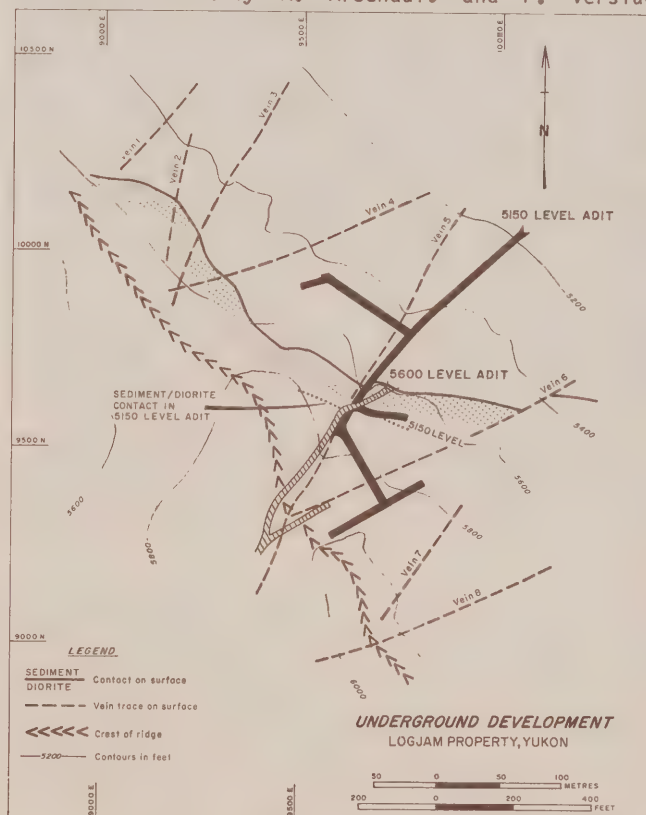 and
9000 E
9500 E
10500 N
Vein 1
Vein 2
Vein 3
N
Vein 4
Vein 5
5150 LEVEL ADIT
10000 N
5200
5600 LEVEL ADIT
Vein 6
SEDIMENT/DIORITE
CONTACT IN
5150 LEVEL ADIT
5150 LEVEL
5400
9500 N
5600
5600
5800
5800
Vein 7
Vein 8
9000 N
6000
LEGEND
SEDIMENT
DIORITE
Contact on surface
Vein trace on surface
Crest of ridge
5200
Contours in feet
UNDERGROUND DEVELOPMENT
LOGJAM PROPERTY, YUKON
9000 E
9500 E
50 0 50 100
METRES
200 0 200 400
FEET